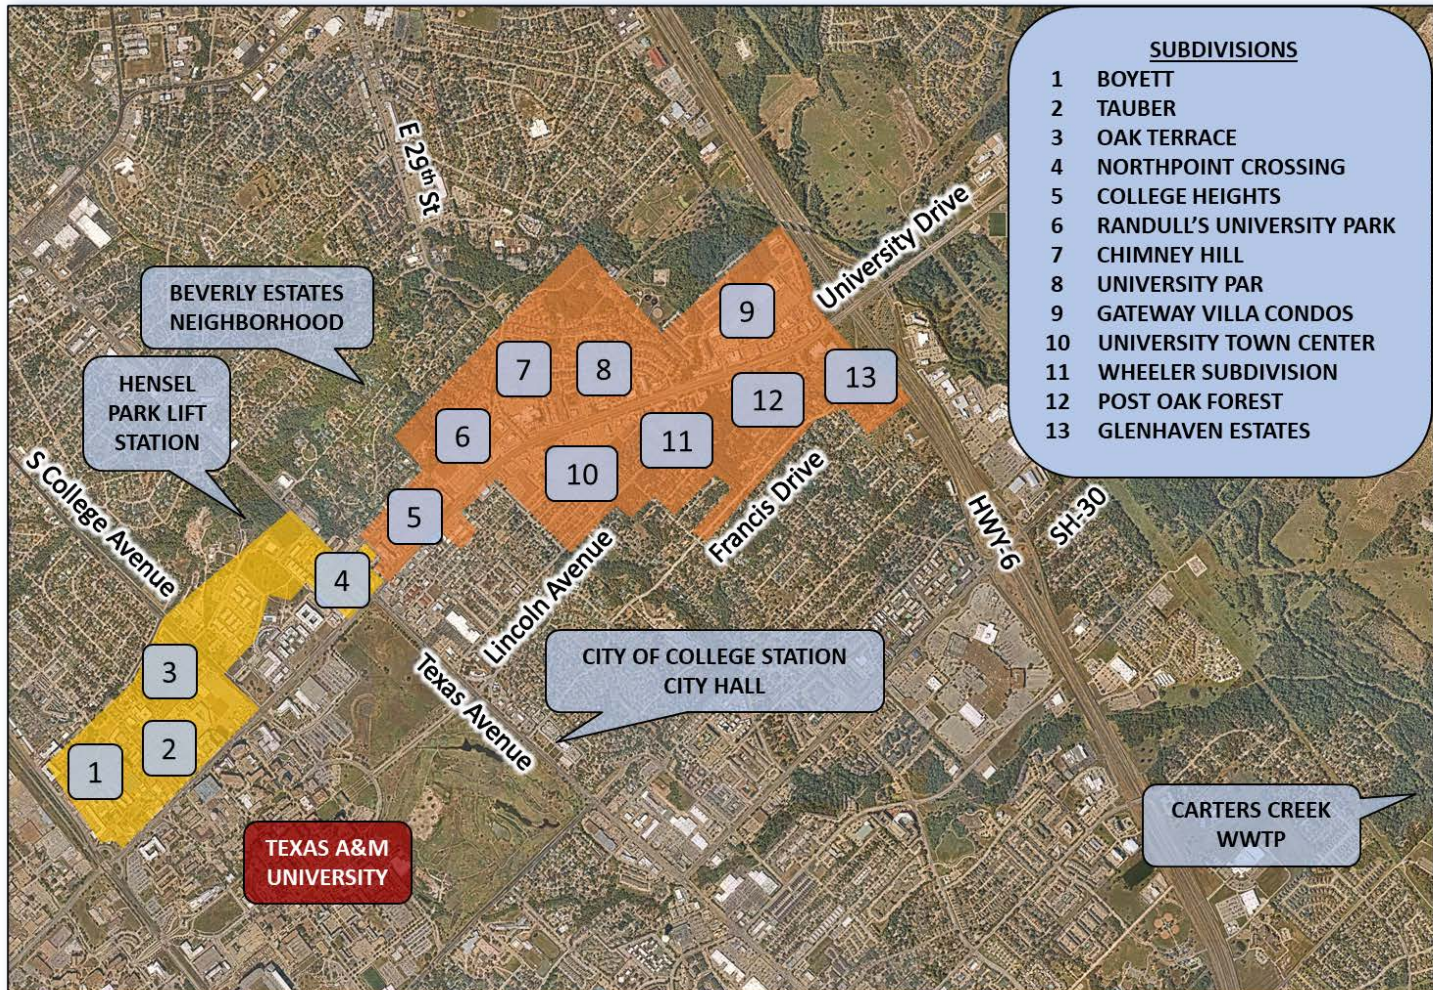 SUBDIVISIONS
1 BOYETT
2 TAUBER
3 OAK TERRACE
4 NORTHPOINT CROSSING
5 COLLEGE HEIGHTS
6 RANDULL'S UNIVERSITY PARK
7 CHIMNEY HILL
8 UNIVERSITY PAR
9 GATEWAY VILLA CONDOS
10 UNIVERSITY TOWN CENTER
11 WHEELER SUBDIVISION
12 POST OAK FOREST
13 GLENHAVEN ESTATES
E 29th St
University Drive
BEVERLY ESTATES
NEIGHBORHOOD
HENSEL
PARK LIFT
STATION
S College Avenue
9
7
8
13
12
6
11
10
5
Francis Drive
HWY-6
SH-30
Lincoln Avenue
4
Texas Avenue
CITY OF COLLEGE STATION
CITY HALL
3
2
1
CARTERS CREEK
WWTP
TEXAS A&M
UNIVERSITY